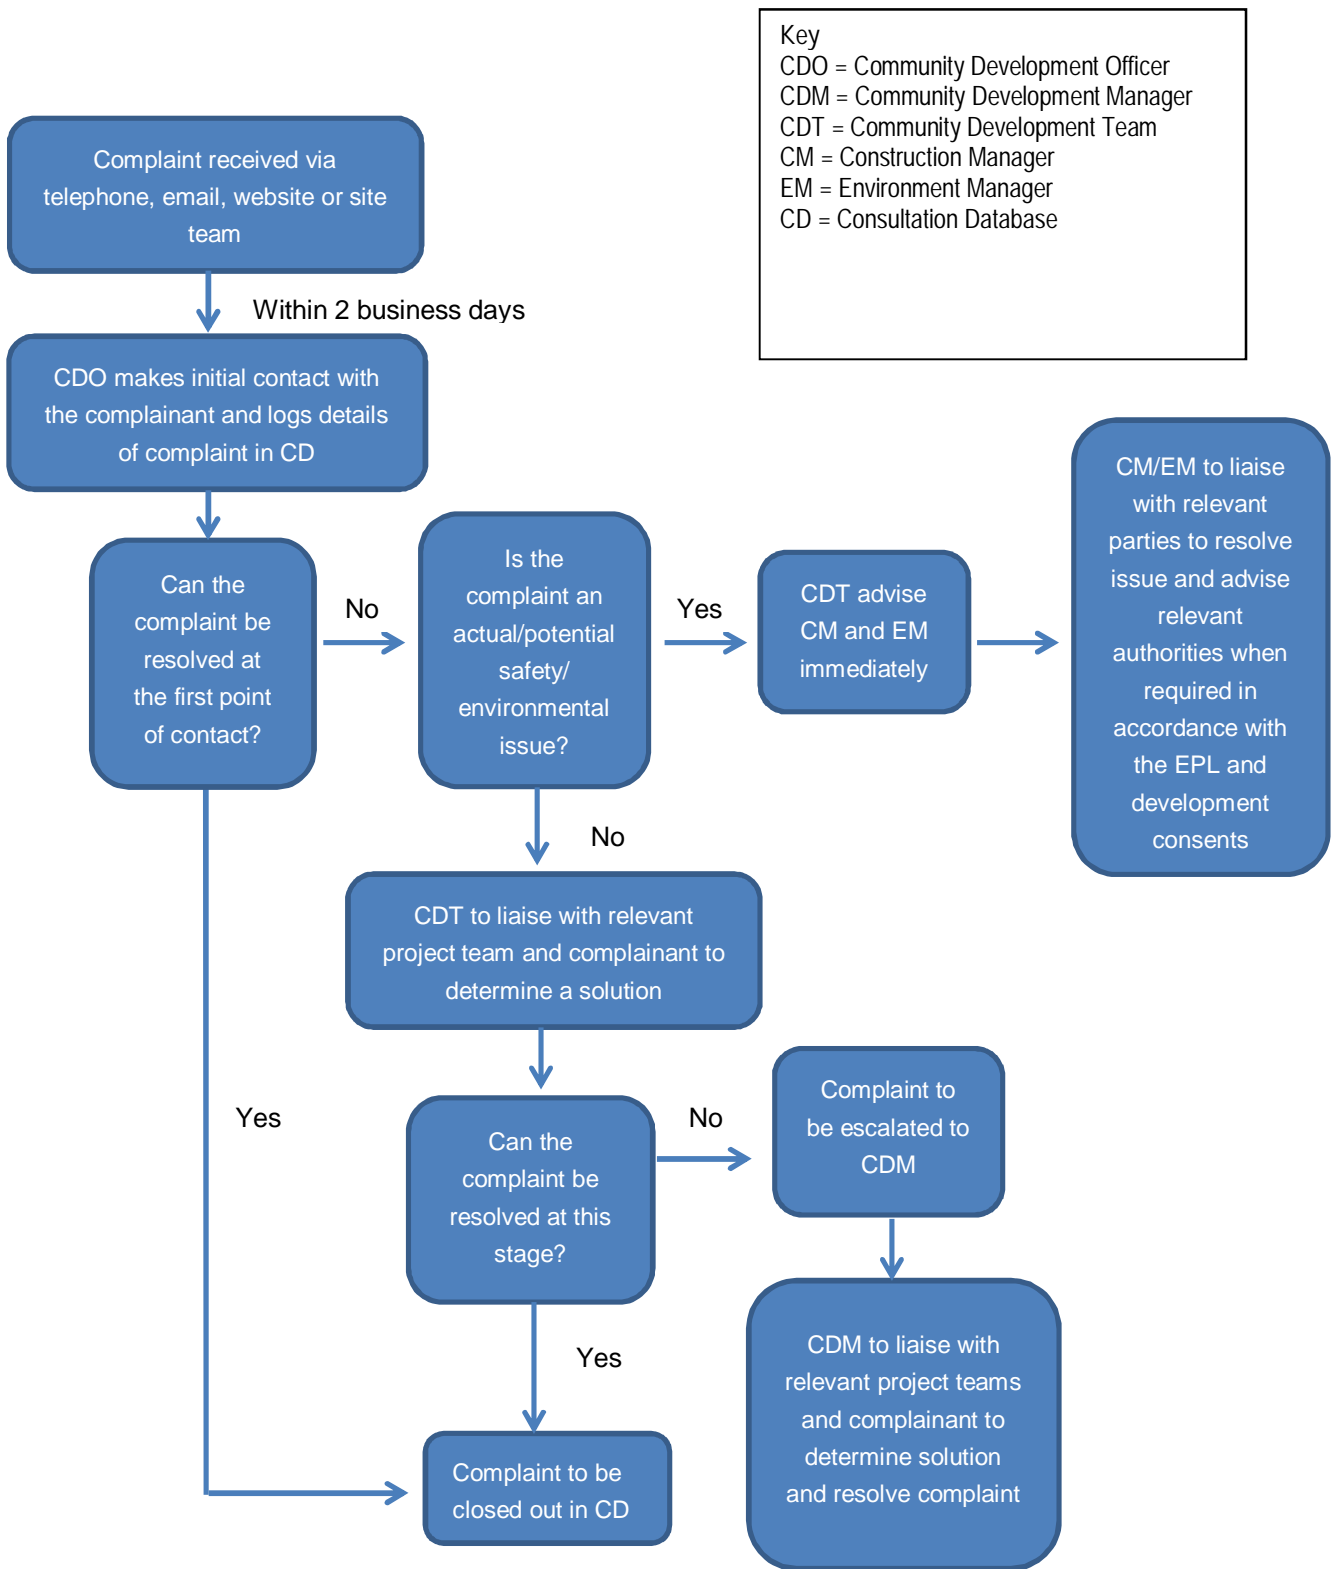 Key
CDO = Community Development Officer
CDM = Community Development Manager
CDT = Community Development Team
CM = Construction Manager
EM = Environment Manager
CD = Consultation Database
Complaint received via
telephone, email, website or site
team
Within 2 business days
CDO makes initial contact with
the complainant and logs details
of complaint in CD
Can the
complaint be
resolved at
the first point
of contact?
No
Is the
complaint an
actual/potential
safety/
environmental
issue?
Yes
CDT advise
CM and EM
immediately
CM/EM to liaise
with relevant
parties to resolve
issue and advise
relevant
authorities when
required in
accordance with
the EPL and
development
consents
No
CDT to liaise with relevant
project team and complainant to
determine a solution
Yes
Can the
complaint be
resolved at this
stage?
No
Complaint to
be escalated to
CDM
Yes
CDM to liaise with
relevant project teams
and complainant to
determine solution
and resolve complaint
Complaint to be
closed out in CD